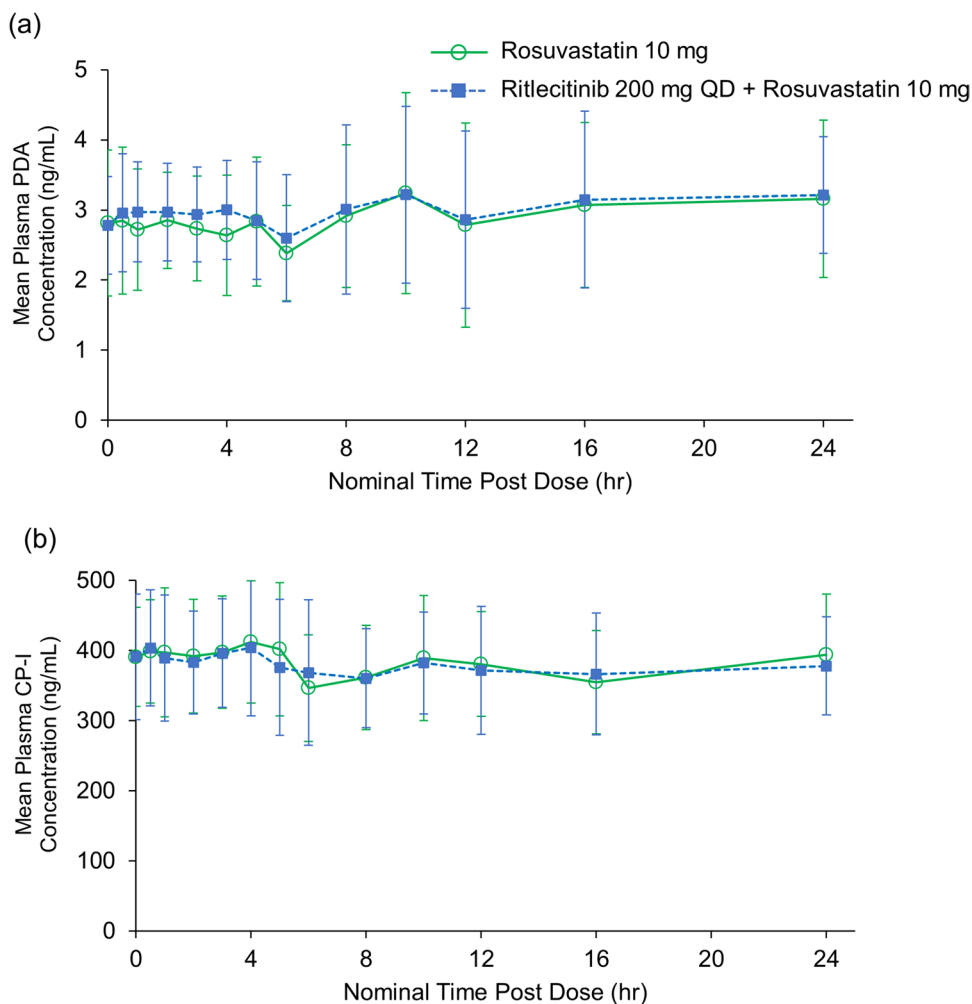 (a)
Rosuvastatin 10 mg
Ritlecitinib 200 mg QD + Rosuvastatin 10 mg
Mean Plasma PDA
Concentration (ng/mL)
5
4
3
2
1
0
0 4 8 12 16 20 24
Nominal Time Post Dose (hr)
(b)
Mean Plasma CP-I
Concentration (ng/mL)
500
400
300
200
100
0
0 4 8 12 16 20 24
Nominal Time Post Dose (hr)